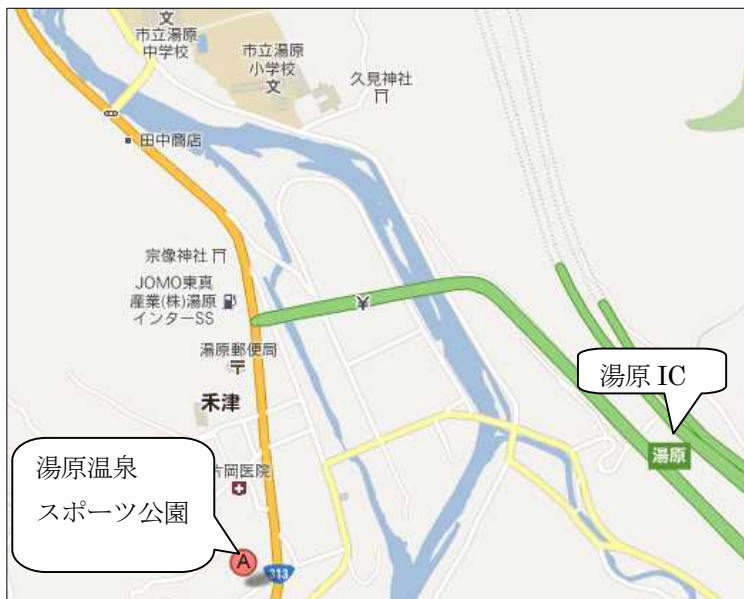 文
市立湯原
中学校
市立湯原
小学校
文
久見神社
田中商店
宗像神社
JOMO東真
産業(株)湯原
インターSS
¥
湯原郵便局
〒
禾津
湯原 IC
湯原
湯原温泉
スポーツ公園
片岡医院
A
313